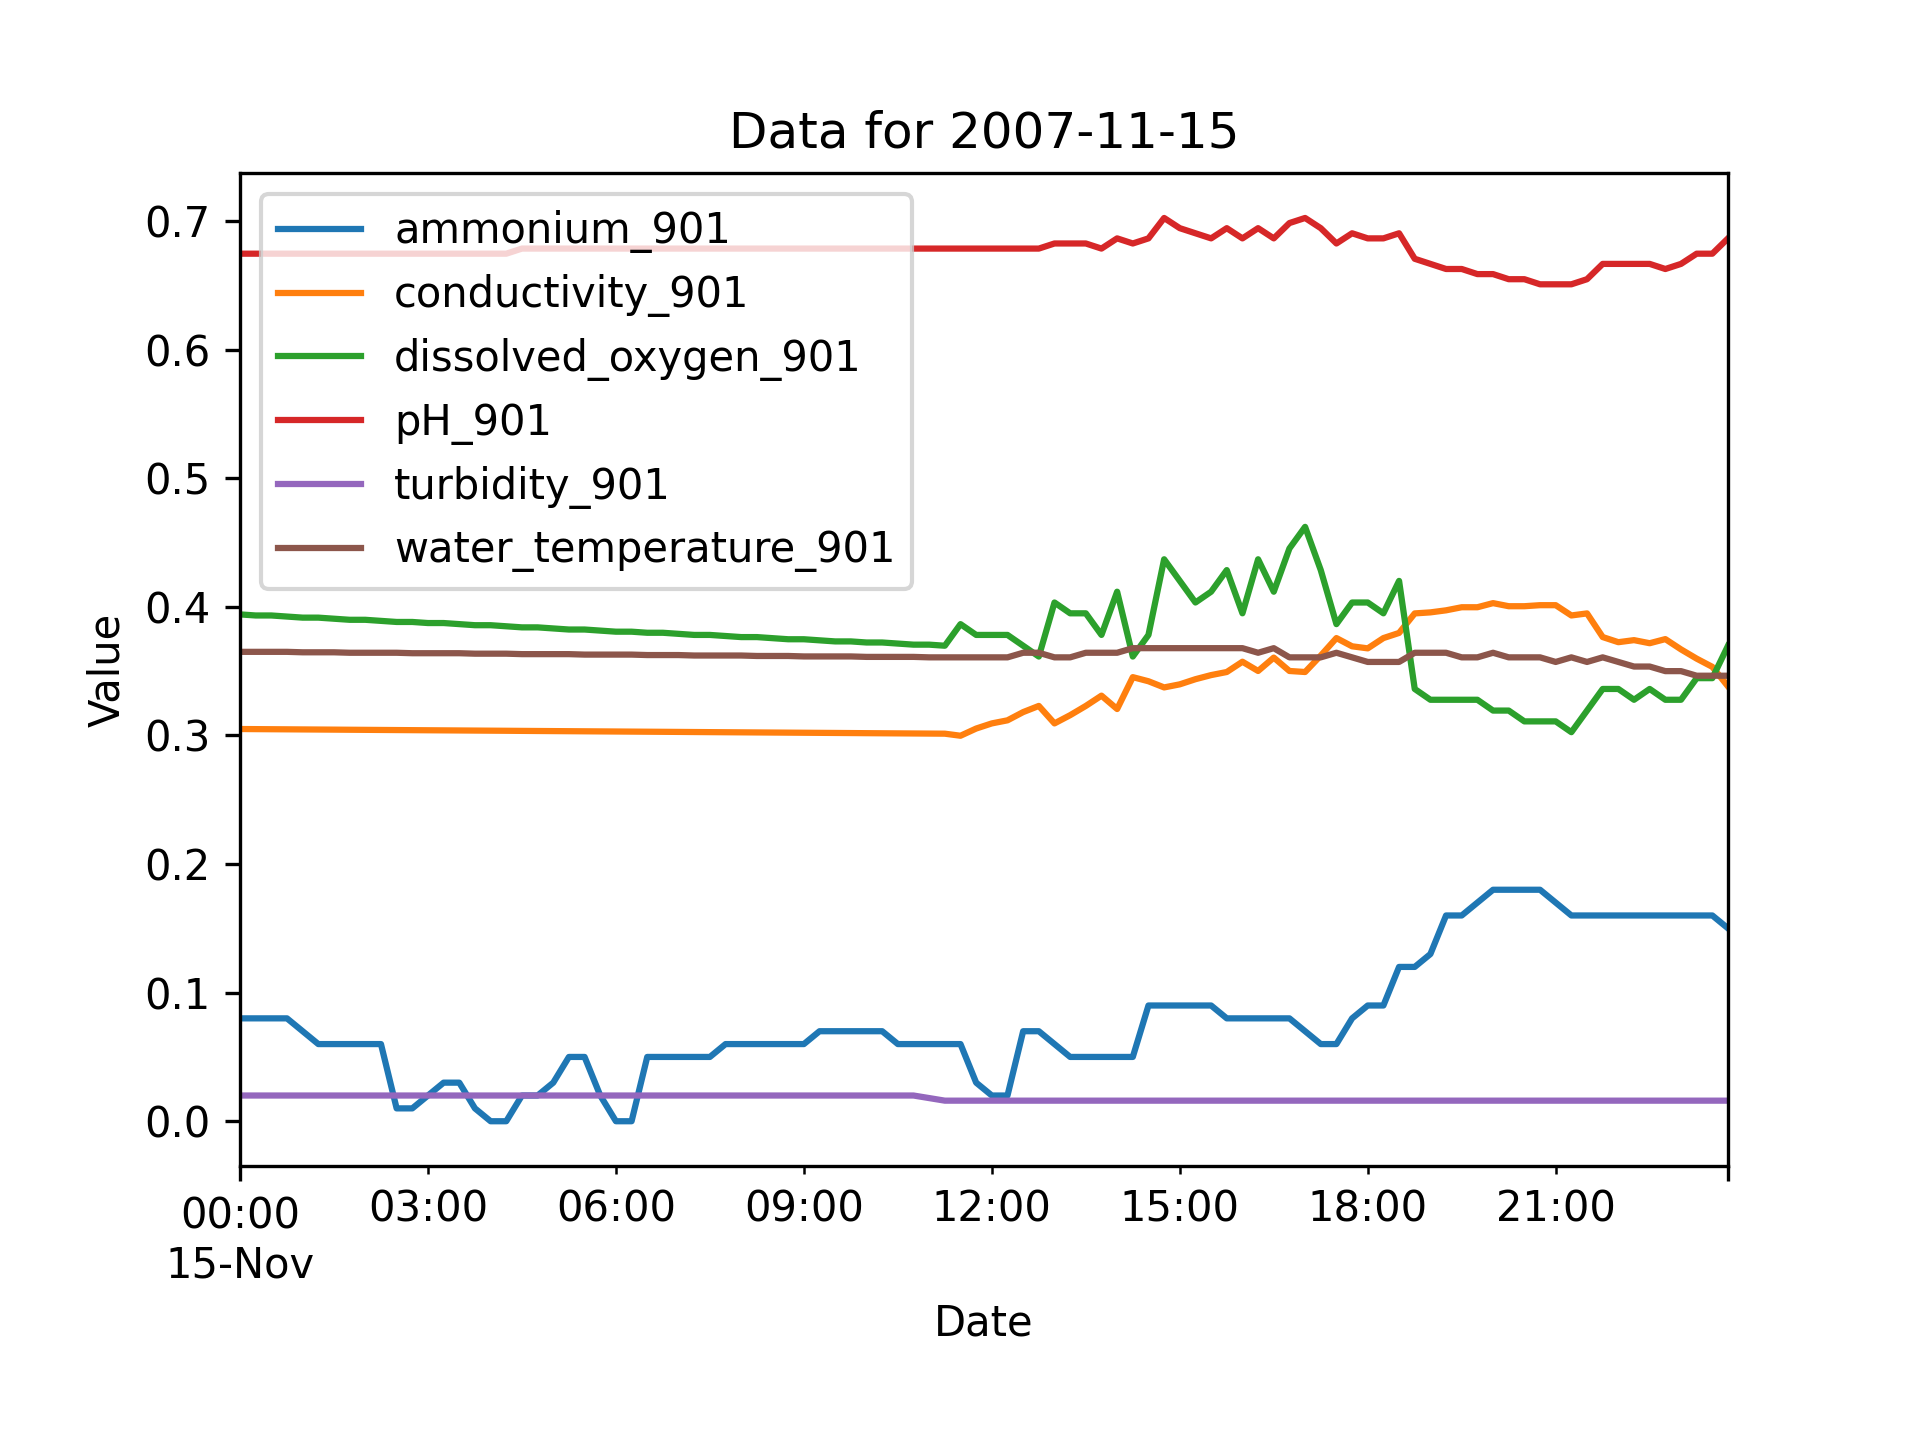 Data for 2007-11-15
ammonium_901
conductivity_901
dissolved_oxygen_901
pH_901
turbidity_901
water_temperature_901
Value
0.7
0.6
0.5
0.4
0.3
0.2
0.1
0.0
00:00 03:00 06:00 09:00 12:00 15:00 18:00 21:00
15-Nov
Date